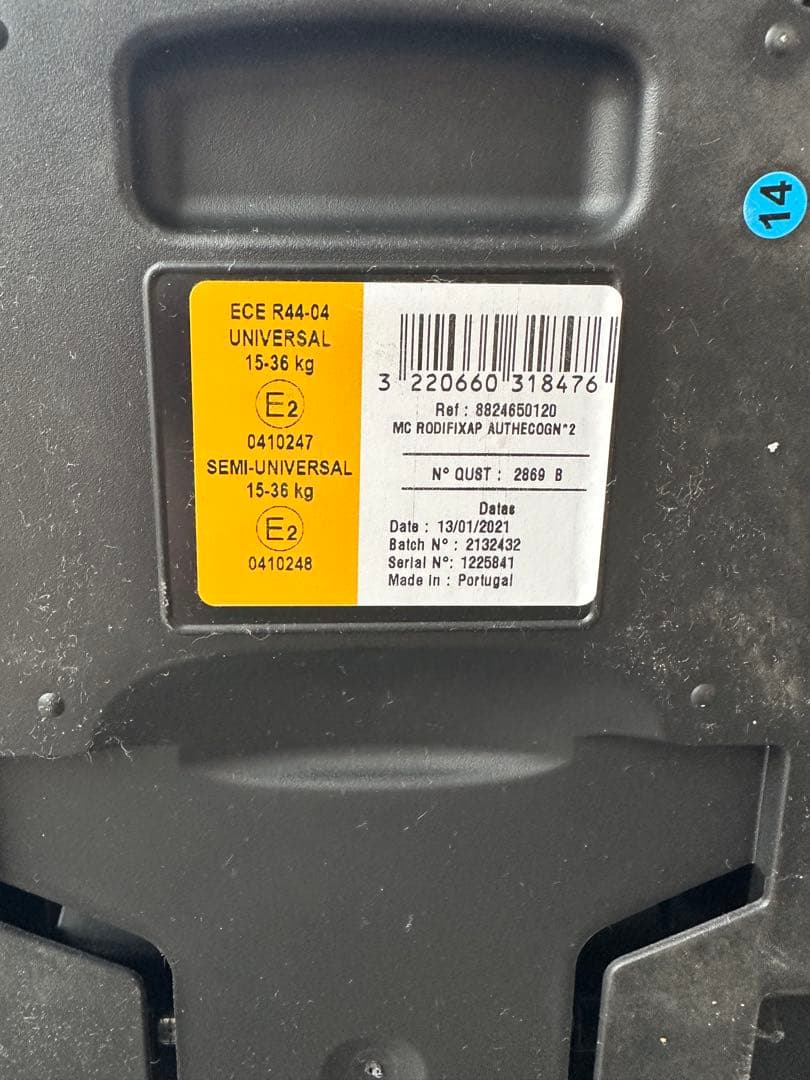 ECE R44-04
UNIVERSAL
15-36 kg
E2
0410247
SEMI-UNIVERSAL
15-36 kg
E2
0410248
3 220660 318476
Ref : 8824650120
MC RODIFIXAP AUTHECOGN*2
N° QUST : 2869 B
Datas
Date : 13/01/2021
Batch N° : 2132432
Serial N°: 1225841
Made in : Portugal
14